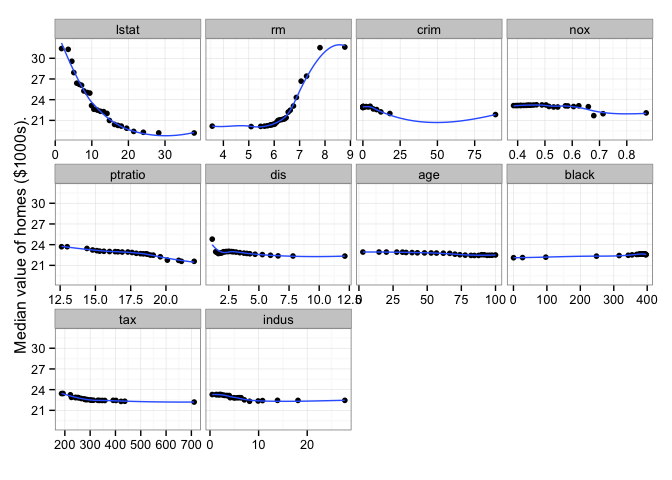 lstat rm crim nox
30
27
24
21
0 10 20 30 4 5 6 7 8 9 0 25 50 75 0.4 0.5 0.6 0.7 0.8
ptratio dis age black
30
27
24
21
12.5 15.0 17.5 20.0 2.5 5.0 7.5 10.0 12.5 0 25 50 75 100 0 100 200 300 400
tax indus
30
27
24
21
200 300 400 500 600 700 0 10 20
Median value of homes ($1000s).